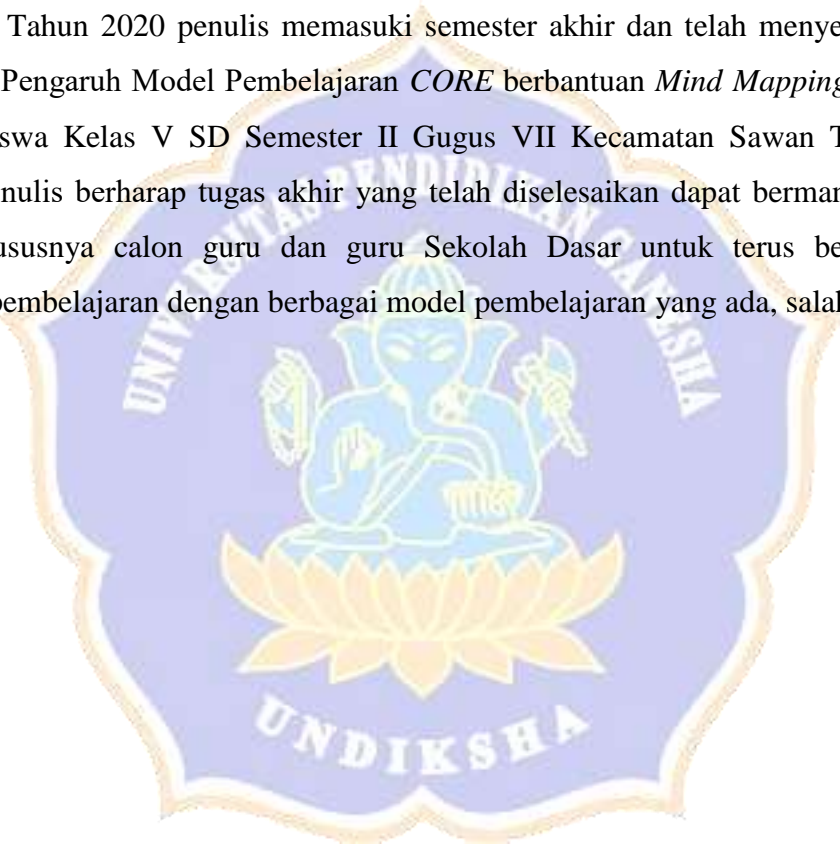 Tahun 2020 penulis memasuki semester akhir dan telah menye
Pengaruh Model Pembelajaran CORE berbantuan Mind Mapping
swa Kelas V SD Semester II Gugus VII Kecamatan Sawan T
nulis berharap tugas akhir yang telah diselesaikan dapat berman
ususnya calon guru dan guru Sekolah Dasar untuk terus be
pembelajaran dengan berbagai model pembelajaran yang ada, sala
UNIVERSITAS PENDIDIKAN GANESHA
UNDIKSHA